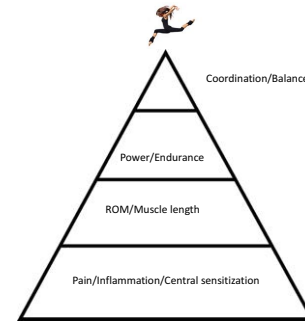 Coordination/Balance
Power/Endurance
ROM/Muscle length
Pain/Inflammation/Central sensitization